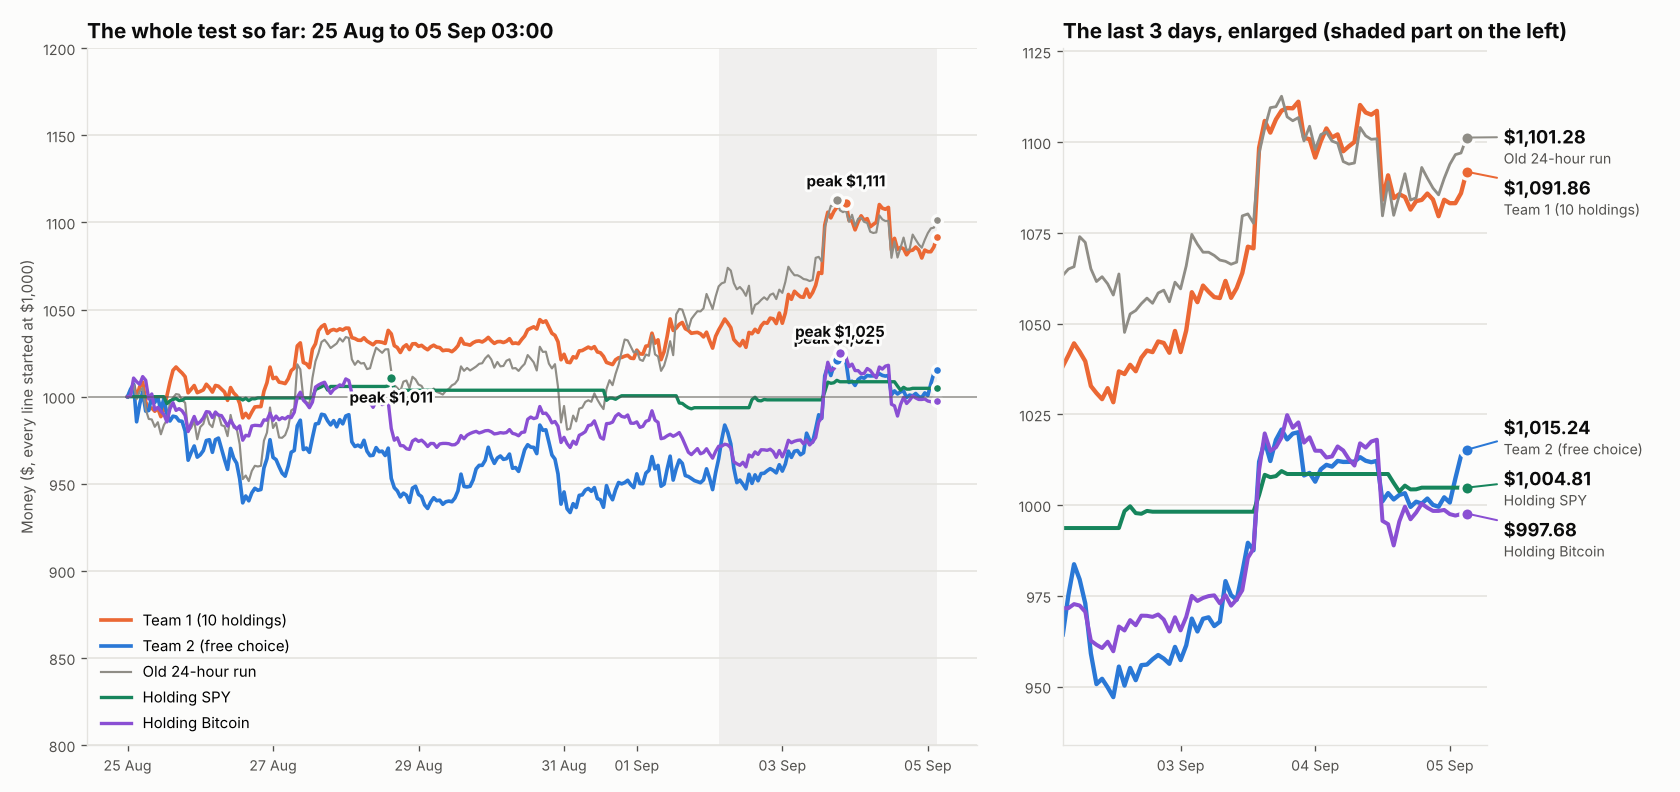 The whole test so far: 25 Aug to 05 Sep 03:00
Money ($, every line started at $1,000)
1200
1150
1100
1050
1000
950
900
850
800
peak $1,111
peak $1,025
peak $1,021
peak $1,011
Team 1 (10 holdings)
Team 2 (free choice)
Old 24-hour run
Holding SPY
Holding Bitcoin
25 Aug
27 Aug
29 Aug
31 Aug
01 Sep
03 Sep
05 Sep
The last 3 days, enlarged (shaded part on the left)
1125
1100
1075
1050
1025
1000
975
950
$1,101.28
Old 24-hour run
$1,091.86
Team 1 (10 holdings)
$1,015.24
Team 2 (free choice)
$1,004.81
Holding SPY
$997.68
Holding Bitcoin
03 Sep
04 Sep
05 Sep